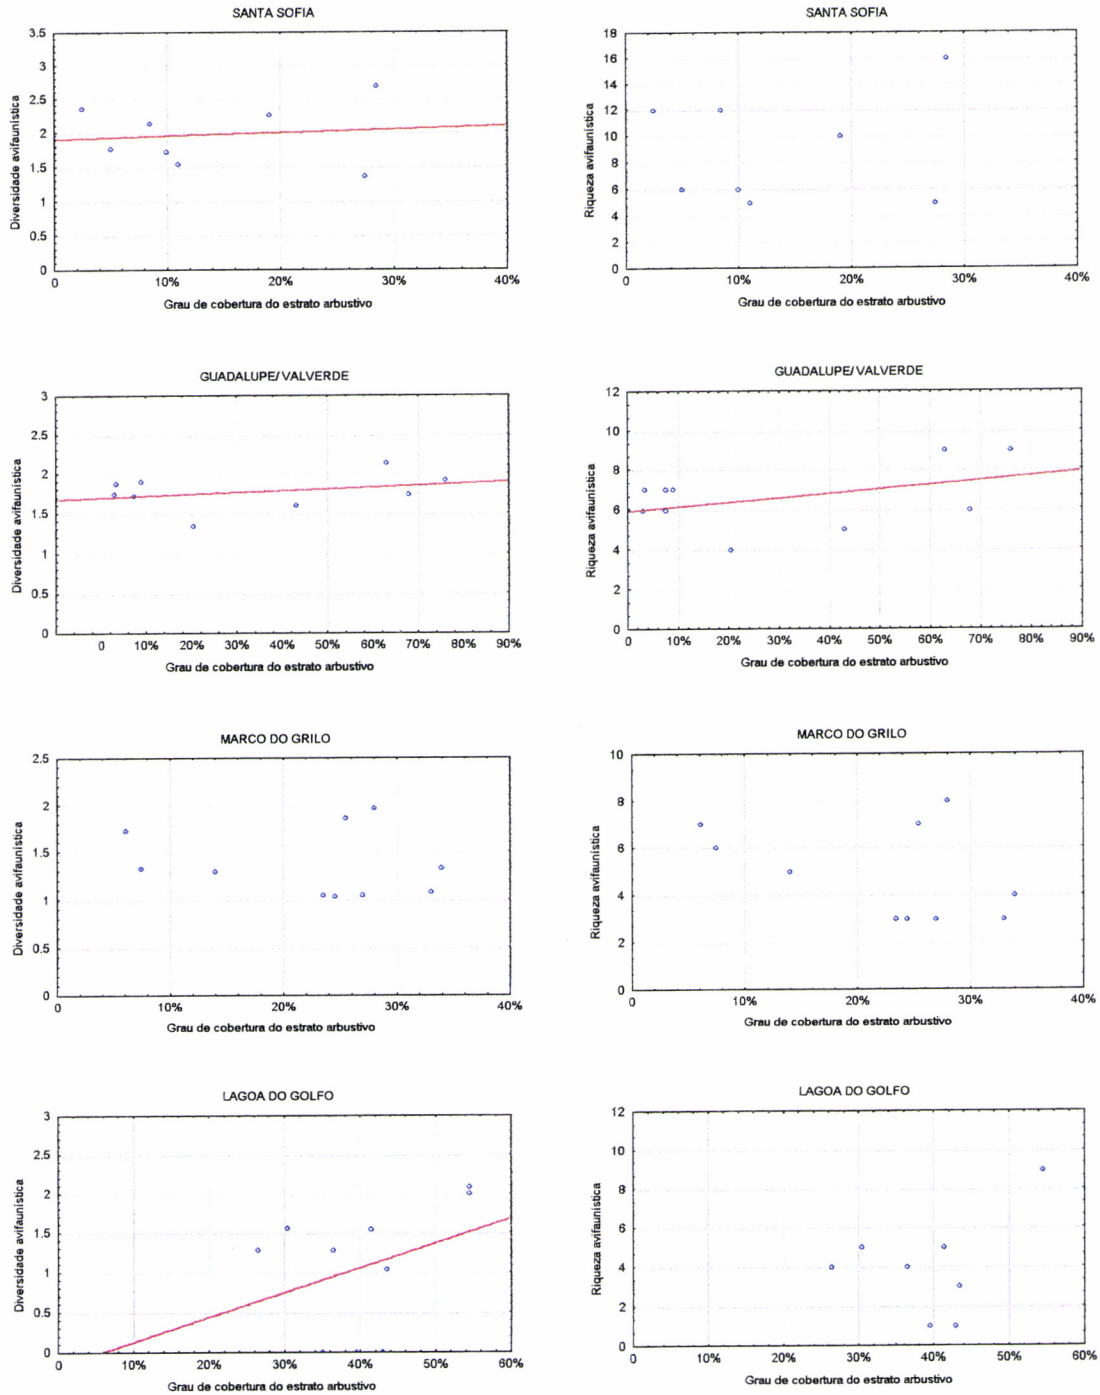 SANTA SOFIA
3.5
3
2.5
2
1.5
1
0.5
0
Diversidade avifaunística
0 10% 20% 30% 40%
Grau de cobertura do estrato arbustivo
SANTA SOFIA
18
16
14
12
10
8
6
4
2
0
Riqueza avifaunística
0 10% 20% 30% 40%
Grau de cobertura do estrato arbustivo
GUADALUPE/ VALVERDE
3
2.5
2
1.5
1
0.5
0
Diversidade avifaunística
0 10% 20% 30% 40% 50% 60% 70% 80% 90%
Grau de cobertura do estrato arbustivo
GUADALUPE/ VALVERDE
12
10
8
6
4
2
0
Riqueza avifaunística
0 10% 20% 30% 40% 50% 60% 70% 80% 90%
Grau de cobertura do estrato arbustivo
MARCO DO GRILO
2.5
2
1.5
1
0.5
0
Diversidade avifaunística
0 10% 20% 30% 40%
Grau de cobertura do estrato arbustivo
MARCO DO GRILO
10
8
6
4
2
0
Riqueza avifaunística
0 10% 20% 30% 40%
Grau de cobertura do estrato arbustivo
LAGOA DO GOLFO
3
2.5
2
1.5
1
0.5
0
Diversidade avifaunística
0 10% 20% 30% 40% 50% 60%
Grau de cobertura do estrato arbustivo
LAGOA DO GOLFO
12
10
8
6
4
2
0
Riqueza avifaunística
0 10% 20% 30% 40% 50% 60%
Grau de cobertura do estrato arbustivo